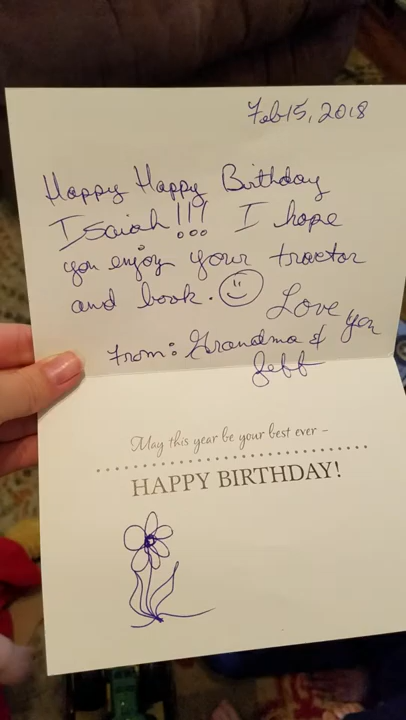 Feb 15, 2018
Happy Happy Birthday
Isaiah!!! I hope
you enjoy your tractor
and book. Love you
From: Grandma &
Jeff
May this year be your best ever –
HAPPY BIRTHDAY!